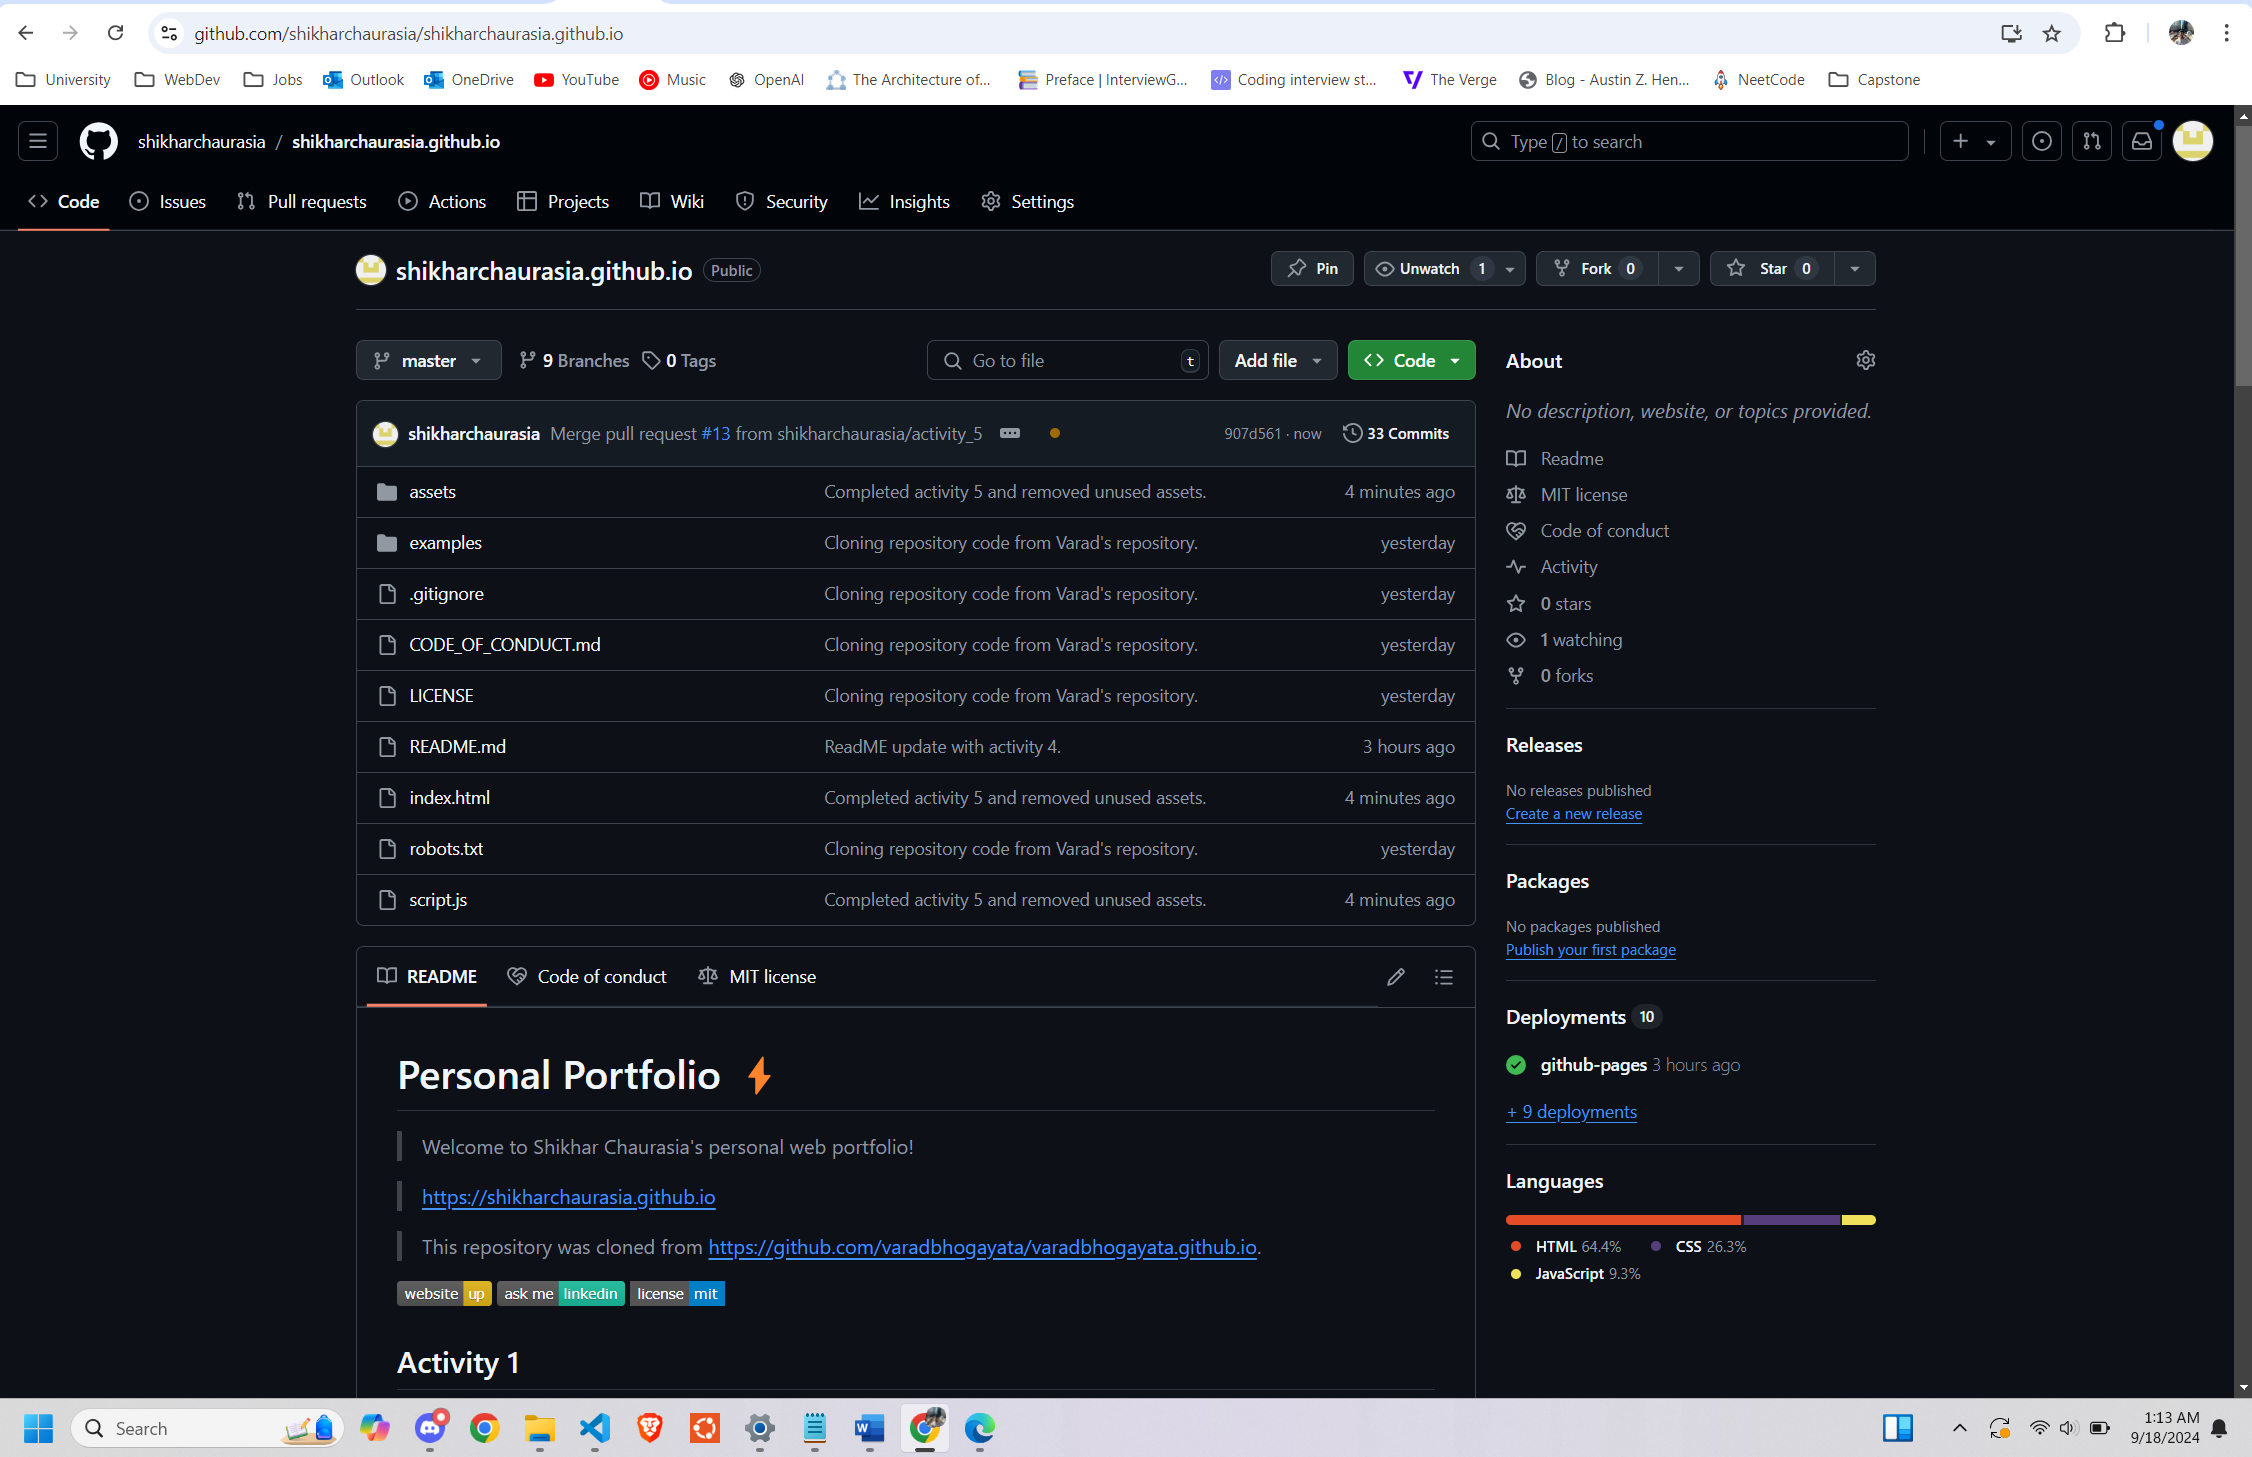 github.com/shikharchaurasia/shikharchaurasia.github.io
University WebDev Jobs Outlook OneDrive YouTube Music OpenAI The Architecture of... Preface | InterviewG... Coding interview st... The Verge Blog - Austin Z. Hen... NeetCode Capstone
shikharchaurasia / shikharchaurasia.github.io
Type / to search
Code Issues Pull requests Actions Projects Wiki Security Insights Settings
shikharchaurasia.github.io Public
Pin Unwatch 1 Fork 0 Star 0
master 9 Branches 0 Tags
Go to file t Add file Code
shikharchaurasia Merge pull request #13 from shikharchaurasia/activity_5 907d561 · now 33 Commits
assets Completed activity 5 and removed unused assets. 4 minutes ago
examples Cloning repository code from Varad's repository. yesterday
.gitignore Cloning repository code from Varad's repository. yesterday
CODE_OF_CONDUCT.md Cloning repository code from Varad's repository. yesterday
LICENSE Cloning repository code from Varad's repository. yesterday
README.md ReadME update with activity 4. 3 hours ago
index.html Completed activity 5 and removed unused assets. 4 minutes ago
robots.txt Cloning repository code from Varad's repository. yesterday
script.js Completed activity 5 and removed unused assets. 4 minutes ago
README Code of conduct MIT license
Personal Portfolio
Welcome to Shikhar Chaurasia's personal web portfolio!
https://shikharchaurasia.github.io
This repository was cloned from https://github.com/varadbhogayata/varadbhogayata.github.io.
website up ask me linkedin license mit
Activity 1
About
No description, website, or topics provided.
Readme
MIT license
Code of conduct
Activity
0 stars
1 watching
0 forks
Releases
No releases published
Create a new release
Packages
No packages published
Publish your first package
Deployments 10
github-pages 3 hours ago
+ 9 deployments
Languages
HTML 64.4% CSS 26.3%
JavaScript 9.3%
Search
1:13 AM
9/18/2024